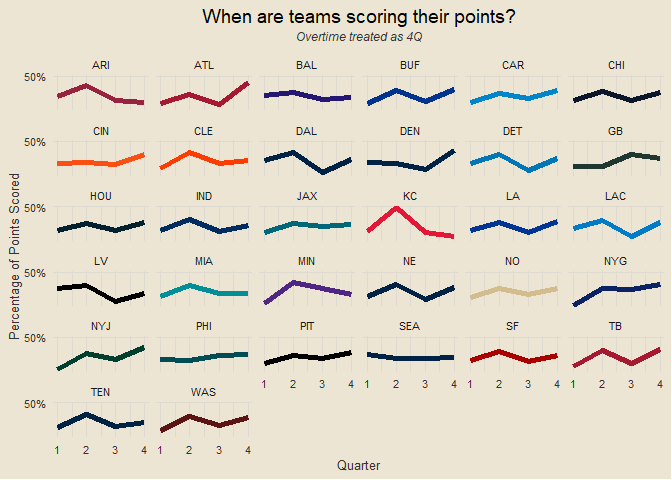 When are teams scoring their points?
Overtime treated as 4Q
ARI ATL BAL BUF CAR CHI
50%
CIN CLE DAL DEN DET GB
50%
HOU IND JAX KC LA LAC
50%
LV MIA MIN NE NO NYG
50%
NYJ PHI PIT SEA SF TB
50%
1 2 3 4 1 2 3 4 1 2 3 4 1 2 3 4
TEN WAS
50%
1 2 3 4 1 2 3 4
Percentage of Points Scored
Quarter